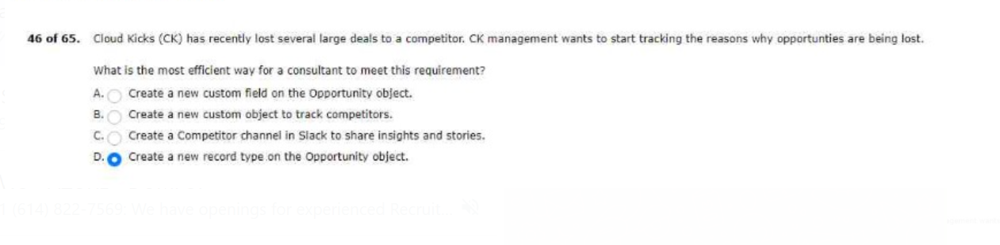 46 of 65. Cloud Kicks (CK) has recently lost several large deals to a competitor. CK management wants to start tracking the reasons why opportunties are being lost.
What is the most efficient way for a consultant to meet this requirement?
A. Create a new custom field on the Opportunity object.
B. Create a new custom object to track competitors.
C. Create a Competitor channel in Slack to share insights and stories.
D. Create a new record type on the Opportunity object.
1 (614) 822-7569: We have openings for experienced Recruit...